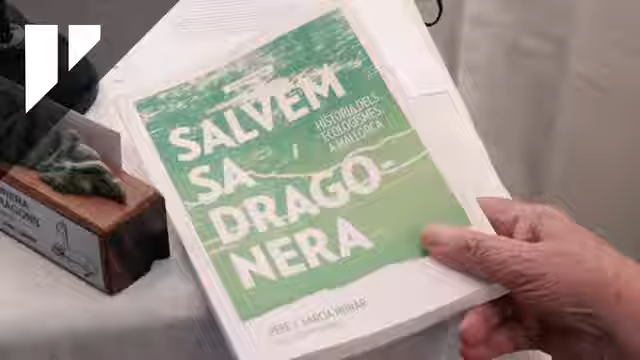 SALVEM
SA
DRAGO-
NERA
HISTÒRIA DELS
ECOLOGISMES
A MALLORCA